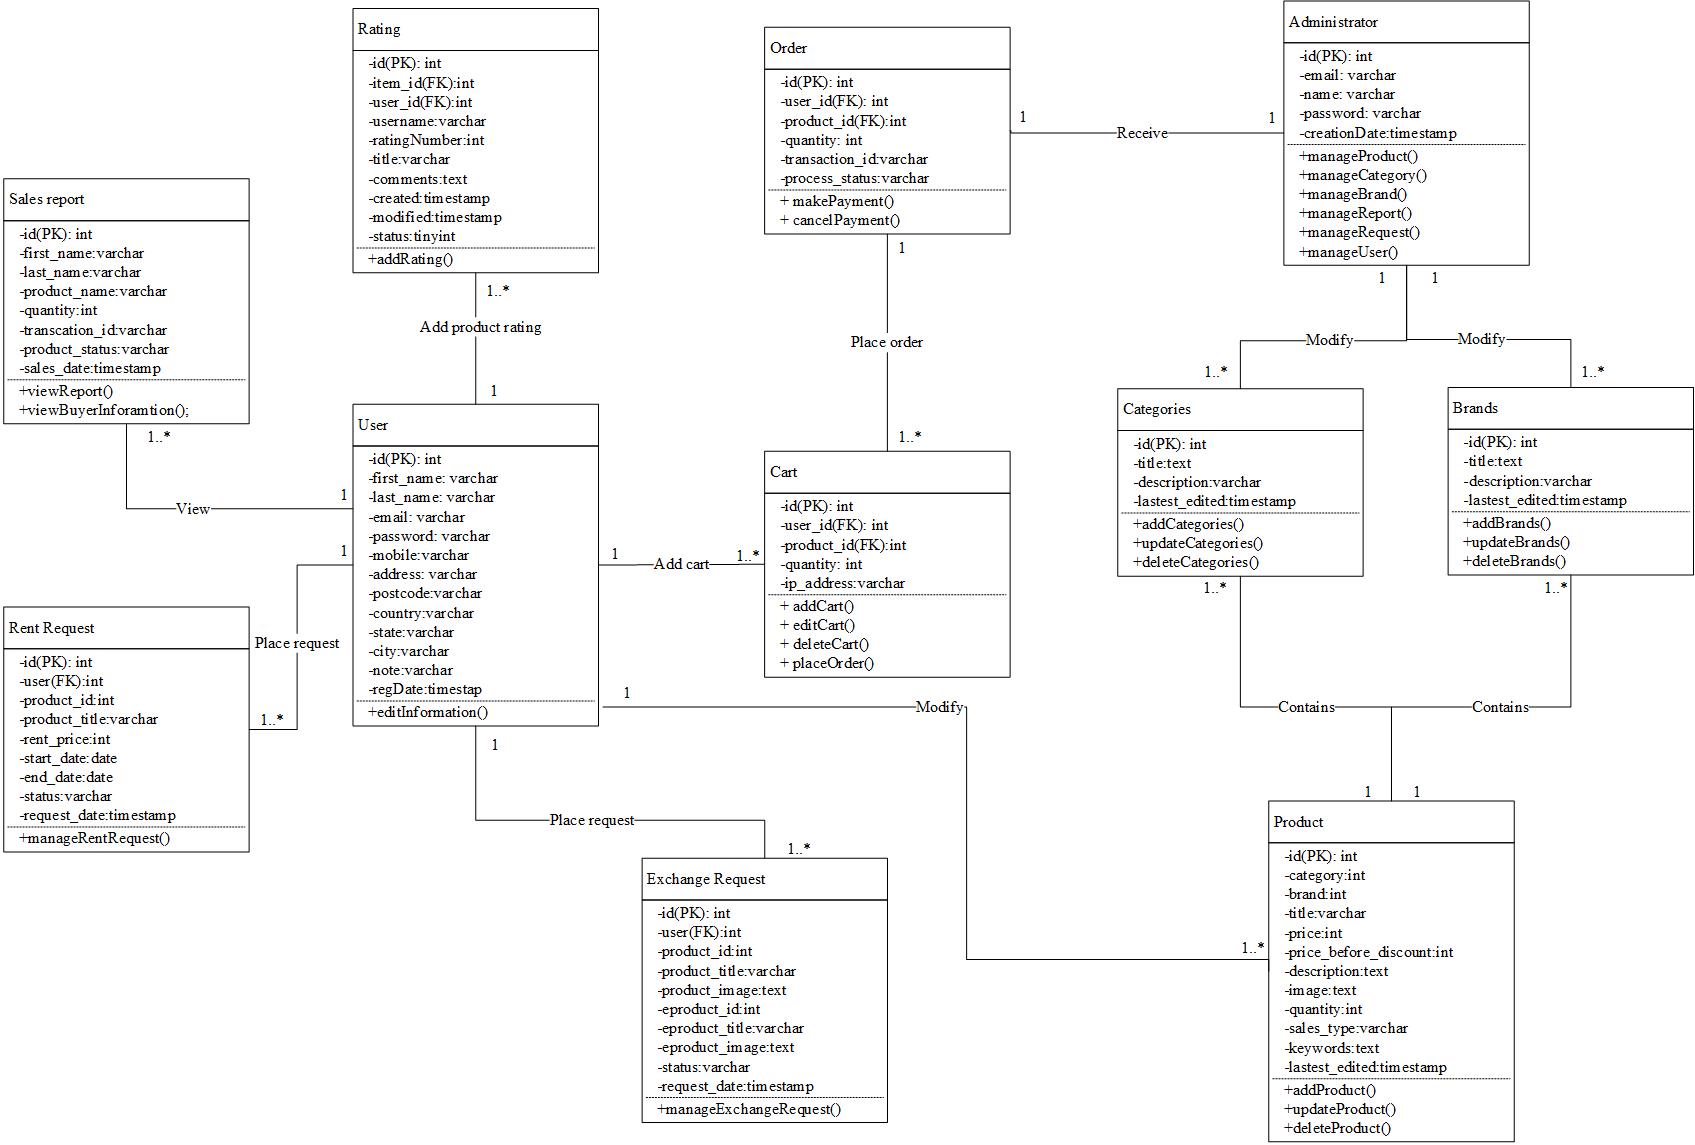 Rating
-id(PK): int
-item_id(FK):int
-user_id(FK):int
-username:varchar
-ratingNumber:int
-title:varchar
-comments:text
-created:timestamp
-modified:timestamp
-status:tinyint
+addRating()
1..*
Add product rating
1
Order
-id(PK): int
-user_id(FK): int
-product_id(FK):int
-quantity: int
-transaction_id:varchar
-process_status:varchar
+ makePayment()
+ cancelPayment()
1
Receive
1
1
Place order
1..*
Administrator
-id(PK): int
-email: varchar
-name: varchar
-password: varchar
-creationDate:timestamp
+manageProduct()
+manageCategory()
+manageBrand()
+manageReport()
+manageRequest()
+manageUser()
1
1
Modify
Modify
1..*
1..*
Sales report
-id(PK): int
-first_name:varchar
-last_name:varchar
-product_name:varchar
-quantity:int
-transcation_id:varchar
-product_status:varchar
-sales_date:timestamp
+viewReport()
+viewBuyerInforamtion();
1..*
View
1
User
-id(PK): int
-first_name: varchar
-last_name: varchar
-email: varchar
-password: varchar
-mobile:varchar
-address: varchar
-postcode:varchar
-country:varchar
-state:varchar
-city:varchar
-note:varchar
-regDate:timestap
+editInformation()
1
Add cart
1..*
Cart
-id(PK): int
-user_id(FK): int
-product_id(FK):int
-quantity: int
-ip_address:varchar
+ addCart()
+ editCart()
+ deleteCart()
+ placeOrder()
Categories
-id(PK): int
-title:text
-description:varchar
-lastest_edited:timestamp
+addCategories()
+updateCategories()
+deleteCategories()
1..*
Brands
-id(PK): int
-title:text
-description:varchar
-lastest_edited:timestamp
+addBrands()
+updateBrands()
+deleteBrands()
1..*
1
Place request
1..*
Rent Request
-id(PK): int
-user(FK):int
-product_id:int
-product_title:varchar
-rent_price:int
-start_date:date
-end_date:date
-status:varchar
-request_date:timestamp
+manageRentRequest()
1
Modify
1..*
Contains
Contains
1
1
1
Place request
1..*
Exchange Request
-id(PK): int
-user(FK):int
-product_id:int
-product_title:varchar
-product_image:text
-eproduct_id:int
-eproduct_title:varchar
-eproduct_image:text
-status:varchar
-request_date:timestamp
+manageExchangeRequest()
Product
-id(PK): int
-category:int
-brand:int
-title:varchar
-price:int
-price_before_discount:int
-description:text
-image:text
-quantity:int
-sales_type:varchar
-keywords:text
-lastest_edited:timestamp
+addProduct()
+updateProduct()
+deleteProduct()